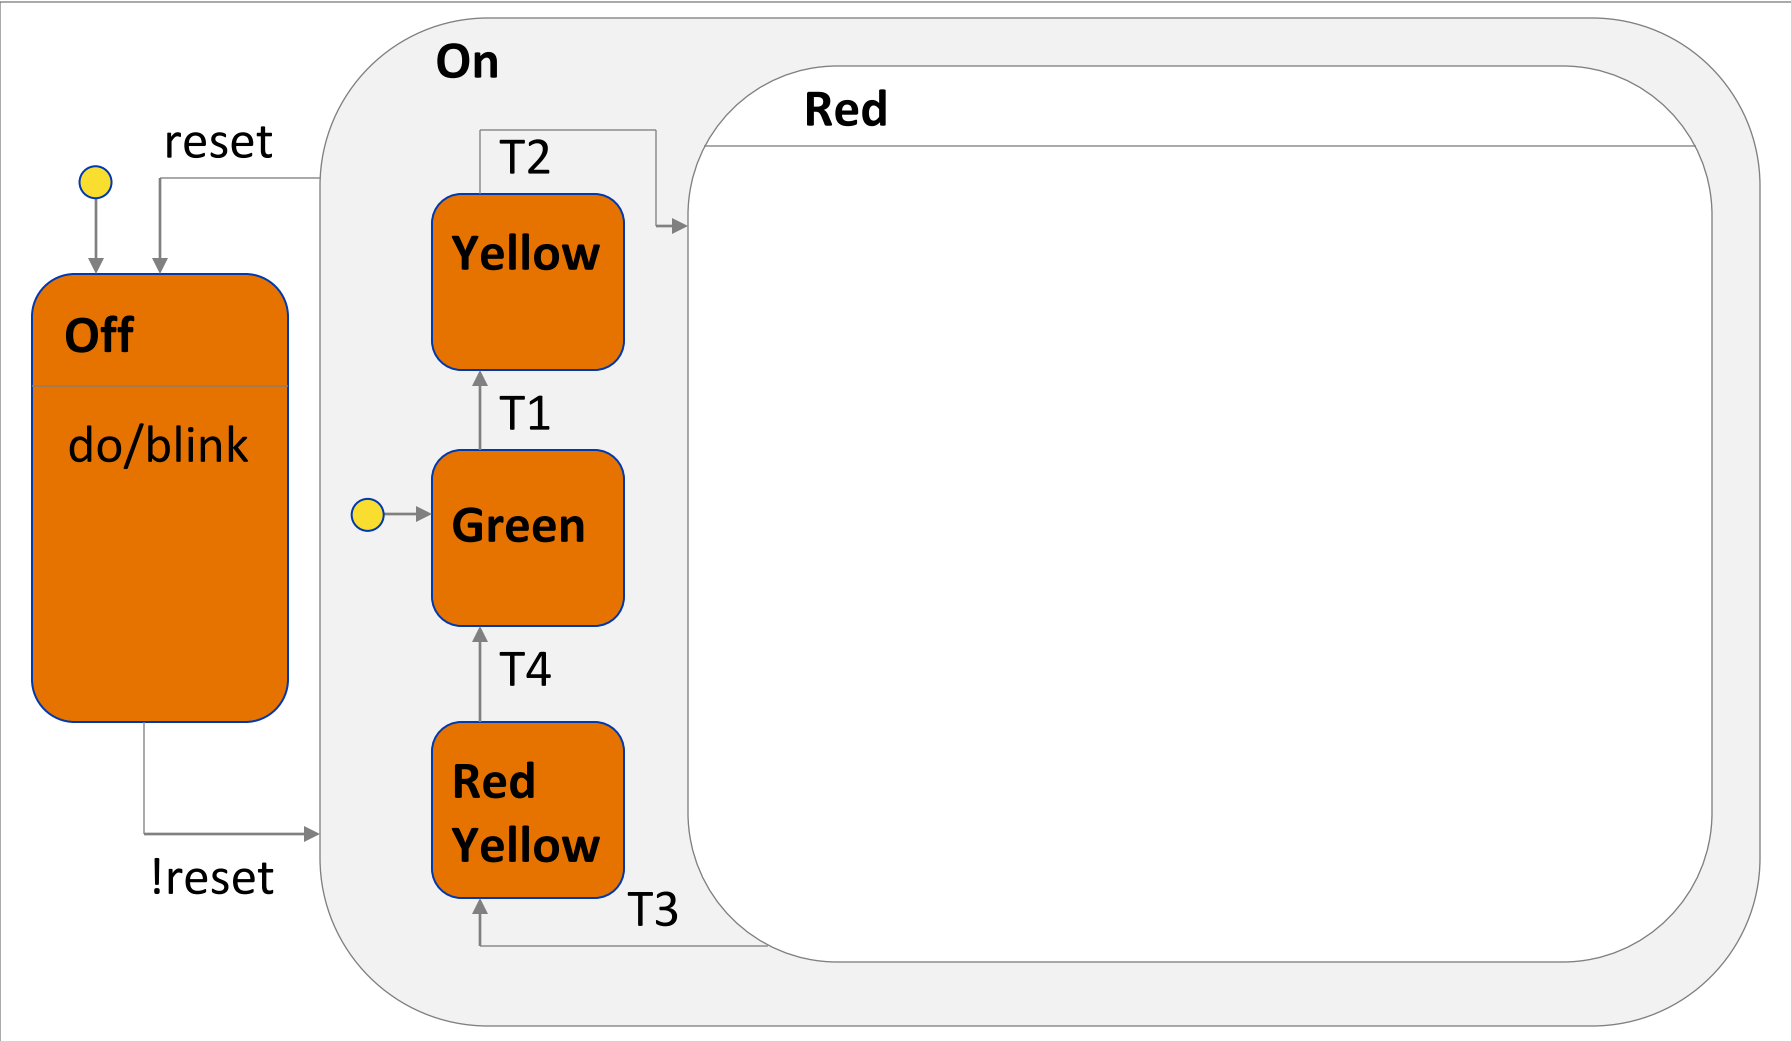 On
Red
reset
T2
Yellow
Off
T1
do/blink
Green
T4
Red
Yellow
!reset
T3